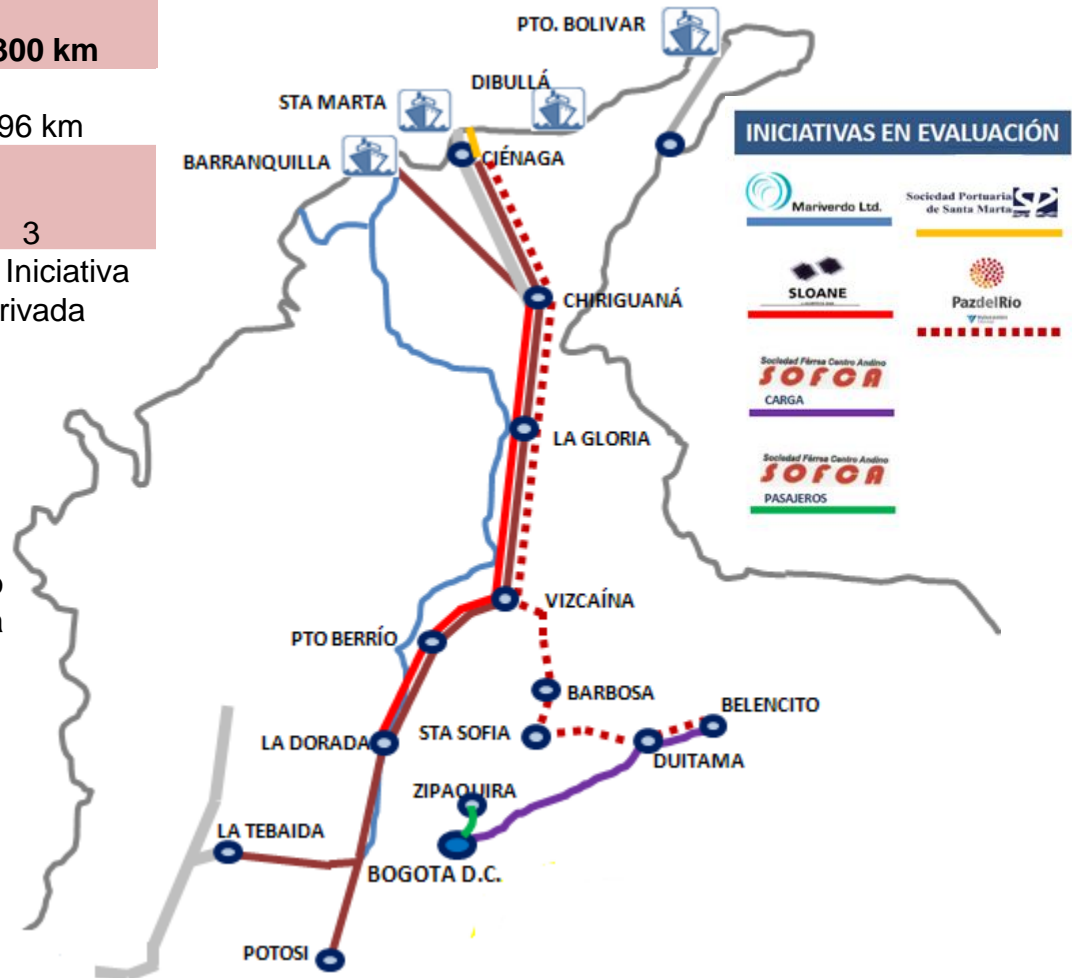 300 km
96 km
3
Iniciativa
rivada
PTO. BOLIVAR
DIBULLÁ
STA MARTA
BARRANQUILLA
CIÉNAGA
CHIRIGUANÁ
LA GLORIA
VIZCAÍNA
PTO BERRÍO
BARBOSA
BELENCITO
STA SOFIA
LA DORADA
DUITAMA
ZIPAQUIRA
LA TEBAIDA
BOGOTA D.C.
POTOSI
INICIATIVAS EN EVALUACIÓN
Mariverdo Ltd.
Sociedad Portuaria
de Santa Marta
SP
SLOANE
PazdelRío
Sociedad Férrea Centro Andino
SOFCA
CARGA
Sociedad Férrea Centro Andino
SOFCA
PASAJEROS